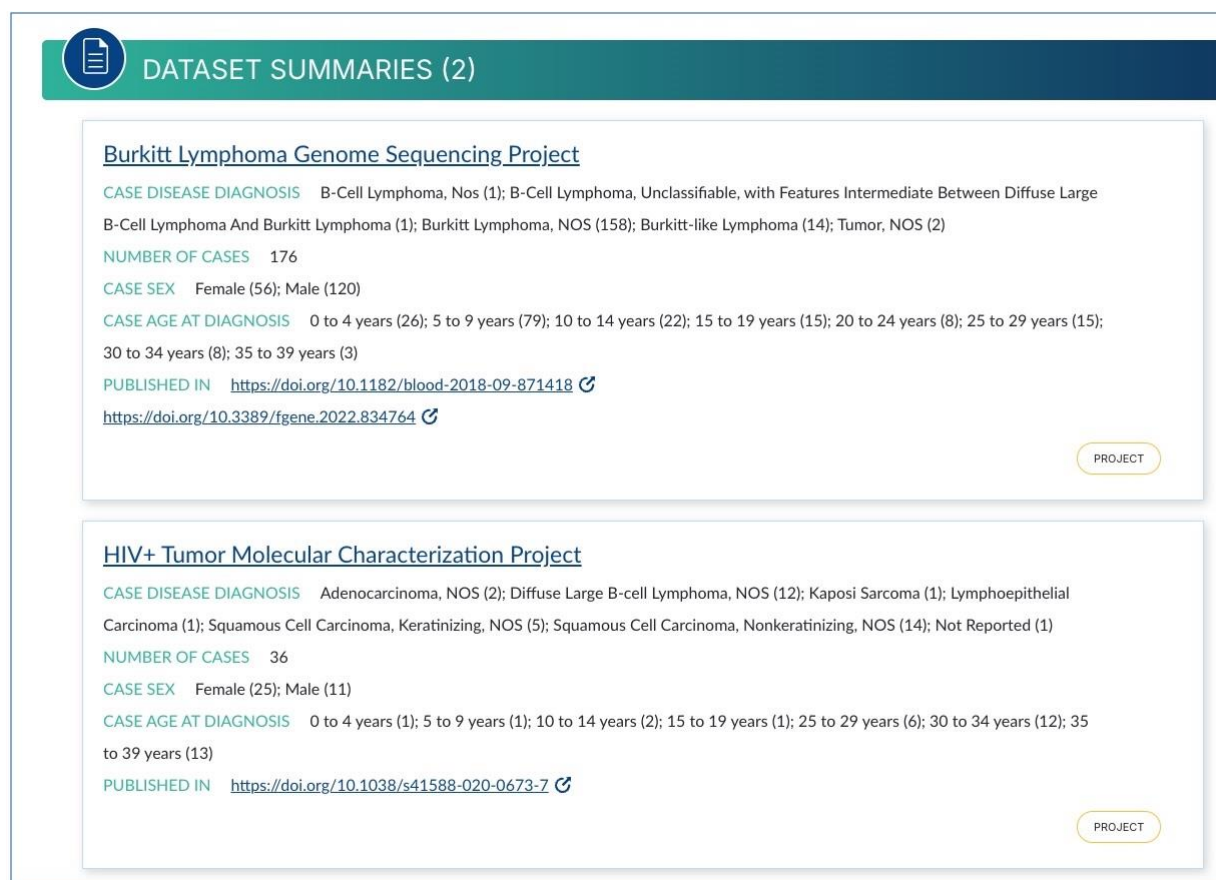 DATASET SUMMARIES (2)
Burkitt Lymphoma Genome Sequencing Project
CASE DISEASE DIAGNOSIS B-Cell Lymphoma, Nos (1); B-Cell Lymphoma, Unclassifiable, with Features Intermediate Between Diffuse Large
B-Cell Lymphoma And Burkitt Lymphoma (1); Burkitt Lymphoma, NOS (158); Burkitt-like Lymphoma (14); Tumor, NOS (2)
NUMBER OF CASES 176
CASE SEX Female (56); Male (120)
CASE AGE AT DIAGNOSIS 0 to 4 years (26); 5 to 9 years (79); 10 to 14 years (22); 15 to 19 years (15); 20 to 24 years (8); 25 to 29 years (15);
30 to 34 years (8); 35 to 39 years (3)
PUBLISHED IN https://doi.org/10.1182/blood-2018-09-871418
https://doi.org/10.3389/fgene.2022.834764
PROJECT
HIV+ Tumor Molecular Characterization Project
CASE DISEASE DIAGNOSIS Adenocarcinoma, NOS (2); Diffuse Large B-cell Lymphoma, NOS (12); Kaposi Sarcoma (1); Lymphoepithelial
Carcinoma (1); Squamous Cell Carcinoma, Keratinizing, NOS (5); Squamous Cell Carcinoma, Nonkeratinizing, NOS (14); Not Reported (1)
NUMBER OF CASES 36
CASE SEX Female (25); Male (11)
CASE AGE AT DIAGNOSIS 0 to 4 years (1); 5 to 9 years (1); 10 to 14 years (2); 15 to 19 years (1); 25 to 29 years (6); 30 to 34 years (12); 35
to 39 years (13)
PUBLISHED IN https://doi.org/10.1038/s41588-020-0673-7
PROJECT